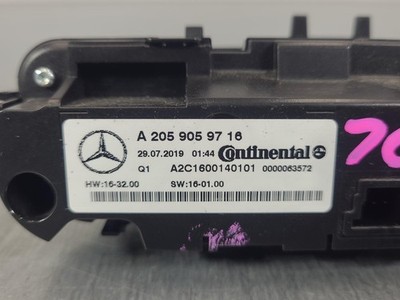 A 205 905 97 16
29.07.2019 01:44 Continental
Q1 A2C1600140101 0000063572
HW:16-32.00 SW:16-01.00